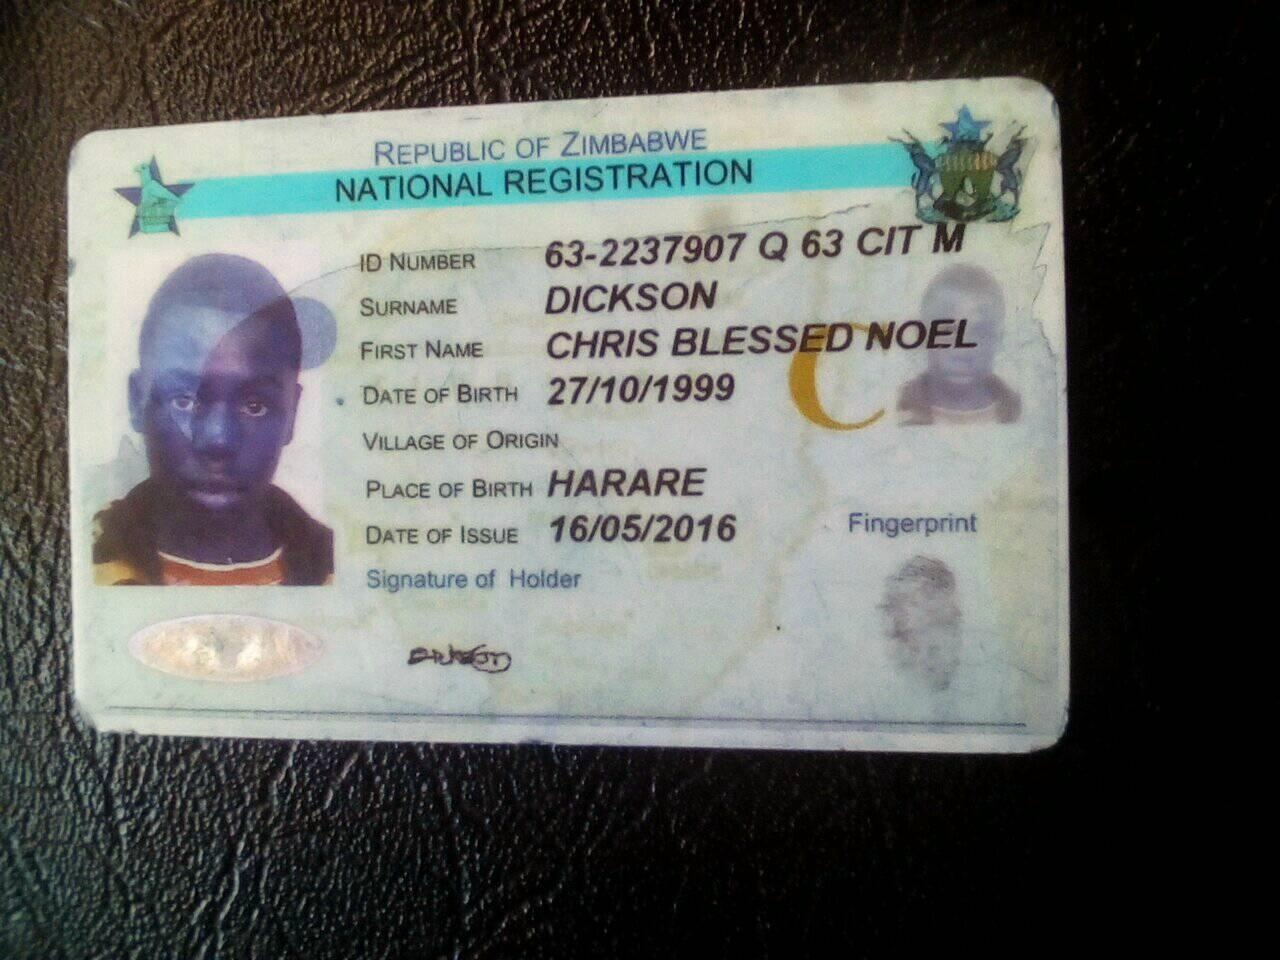 REPUBLIC OF ZIMBABWE
NATIONAL REGISTRATION
ID NUMBER 63-2237907 Q 63 CIT M
SURNAME DICKSON
FIRST NAME CHRIS BLESSED NOEL
DATE OF BIRTH 27/10/1999
VILLAGE OF ORIGIN
PLACE OF BIRTH HARARE
DATE OF ISSUE 16/05/2016
Fingerprint
Signature of Holder
C